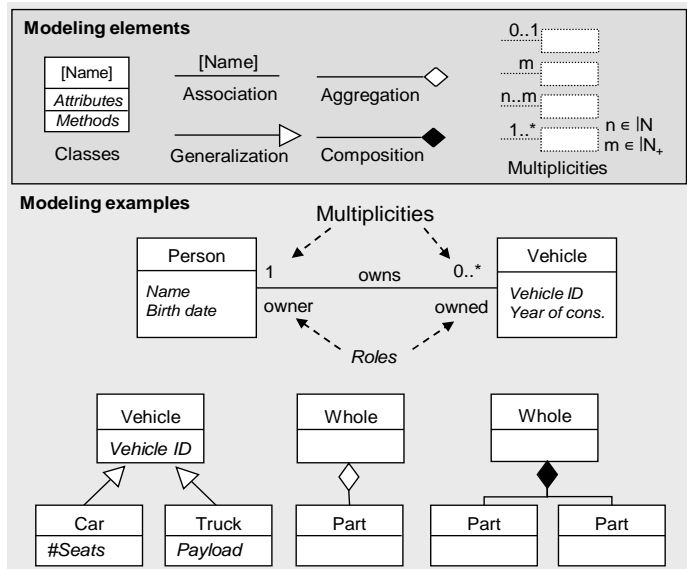 Modeling elements
[Name]
Attributes
Methods
Classes
[Name]
Association
Aggregation
Generalization
Composition
0..1
m
n..m
1..*
n ∈ |N
m ∈ |N+
Multiplicities
Modeling examples
Multiplicities
Person
Name
Birth date
1
owns
0..*
owner
owned
Roles
Vehicle
Vehicle ID
Year of cons.
Vehicle
Vehicle ID
Car
#Seats
Truck
Payload
Whole
Part
Whole
Part
Part